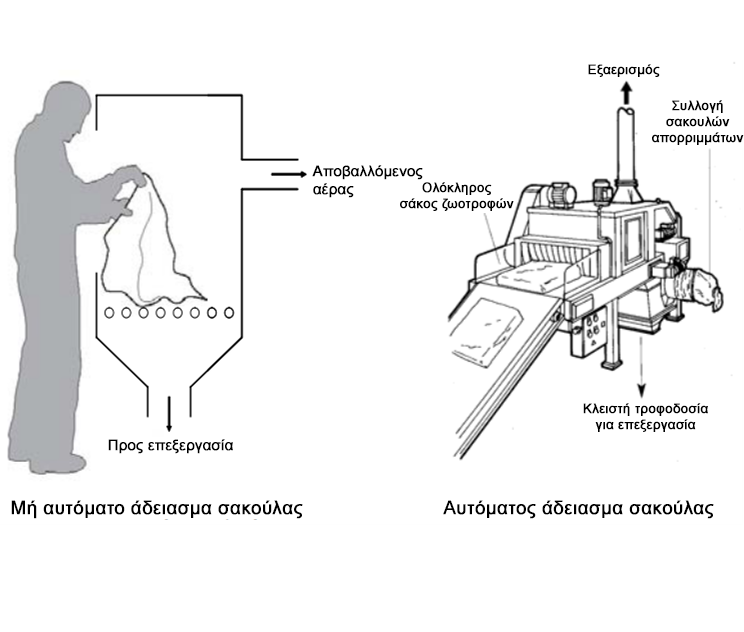 Αποβαλλόμενος
αέρας
Προς επεξεργασία
Μή αυτόματο άδειασμα σακούλας
Εξαερισμός
Συλλογή
σακουλών
απορριμμάτων
Ολόκληρος
σάκος ζωοτροφών
Κλειστή τροφοδοσία
για επεξεργασία
Αυτόματος άδειασμα σακούλας